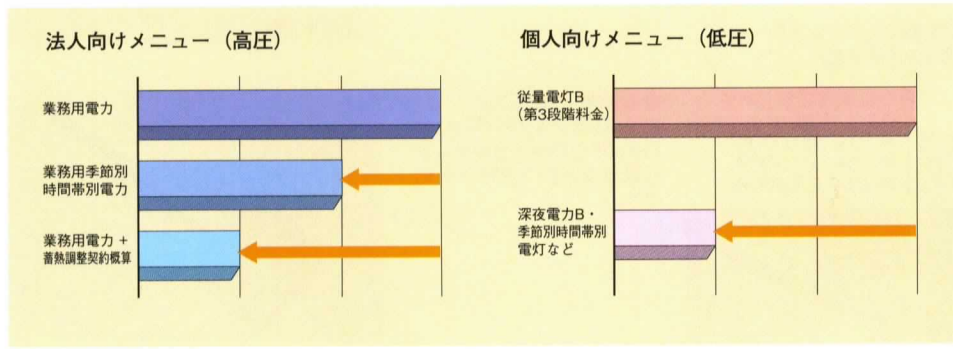 法人向けメニュー（高圧）
業務用電力
業務用季節別
時間帯別電力
業務用電力 +
蓄熱調整契約概算
個人向けメニュー（低圧）
従量電灯B
（第3段階料金）
深夜電力B・
季節別時間帯別
電灯など